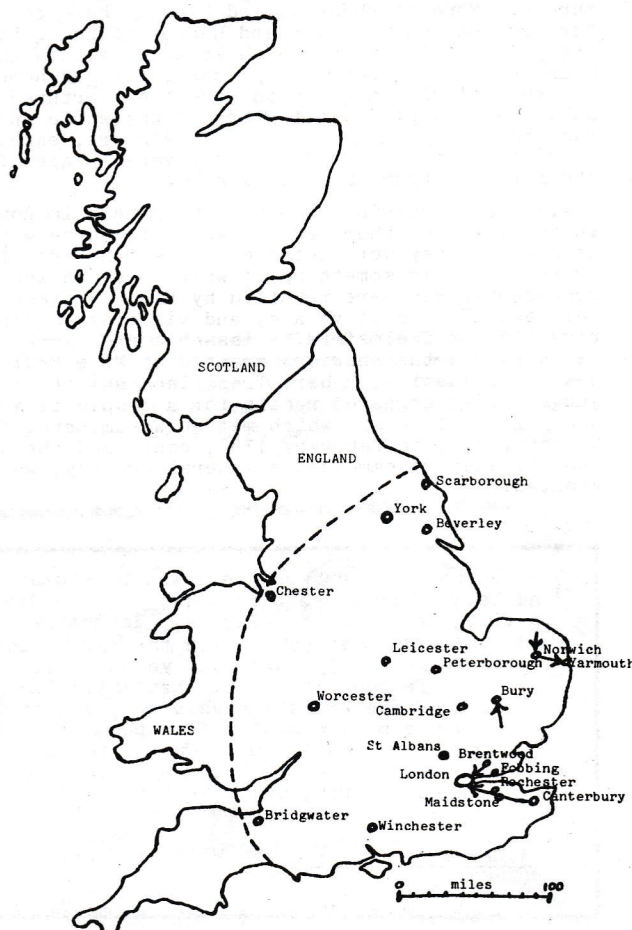 SCOTLAND
ENGLAND
Scarborough
York
Beverley
Chester
Leicester
Norwich
Peterborough
Yarmouth
Worcester
Bury
Cambridge
WALES
St Albans
Brentwood
London
Fobbing
Rochester
Maidstone
Canterbury
Bridgwater
Winchester
0 miles 100